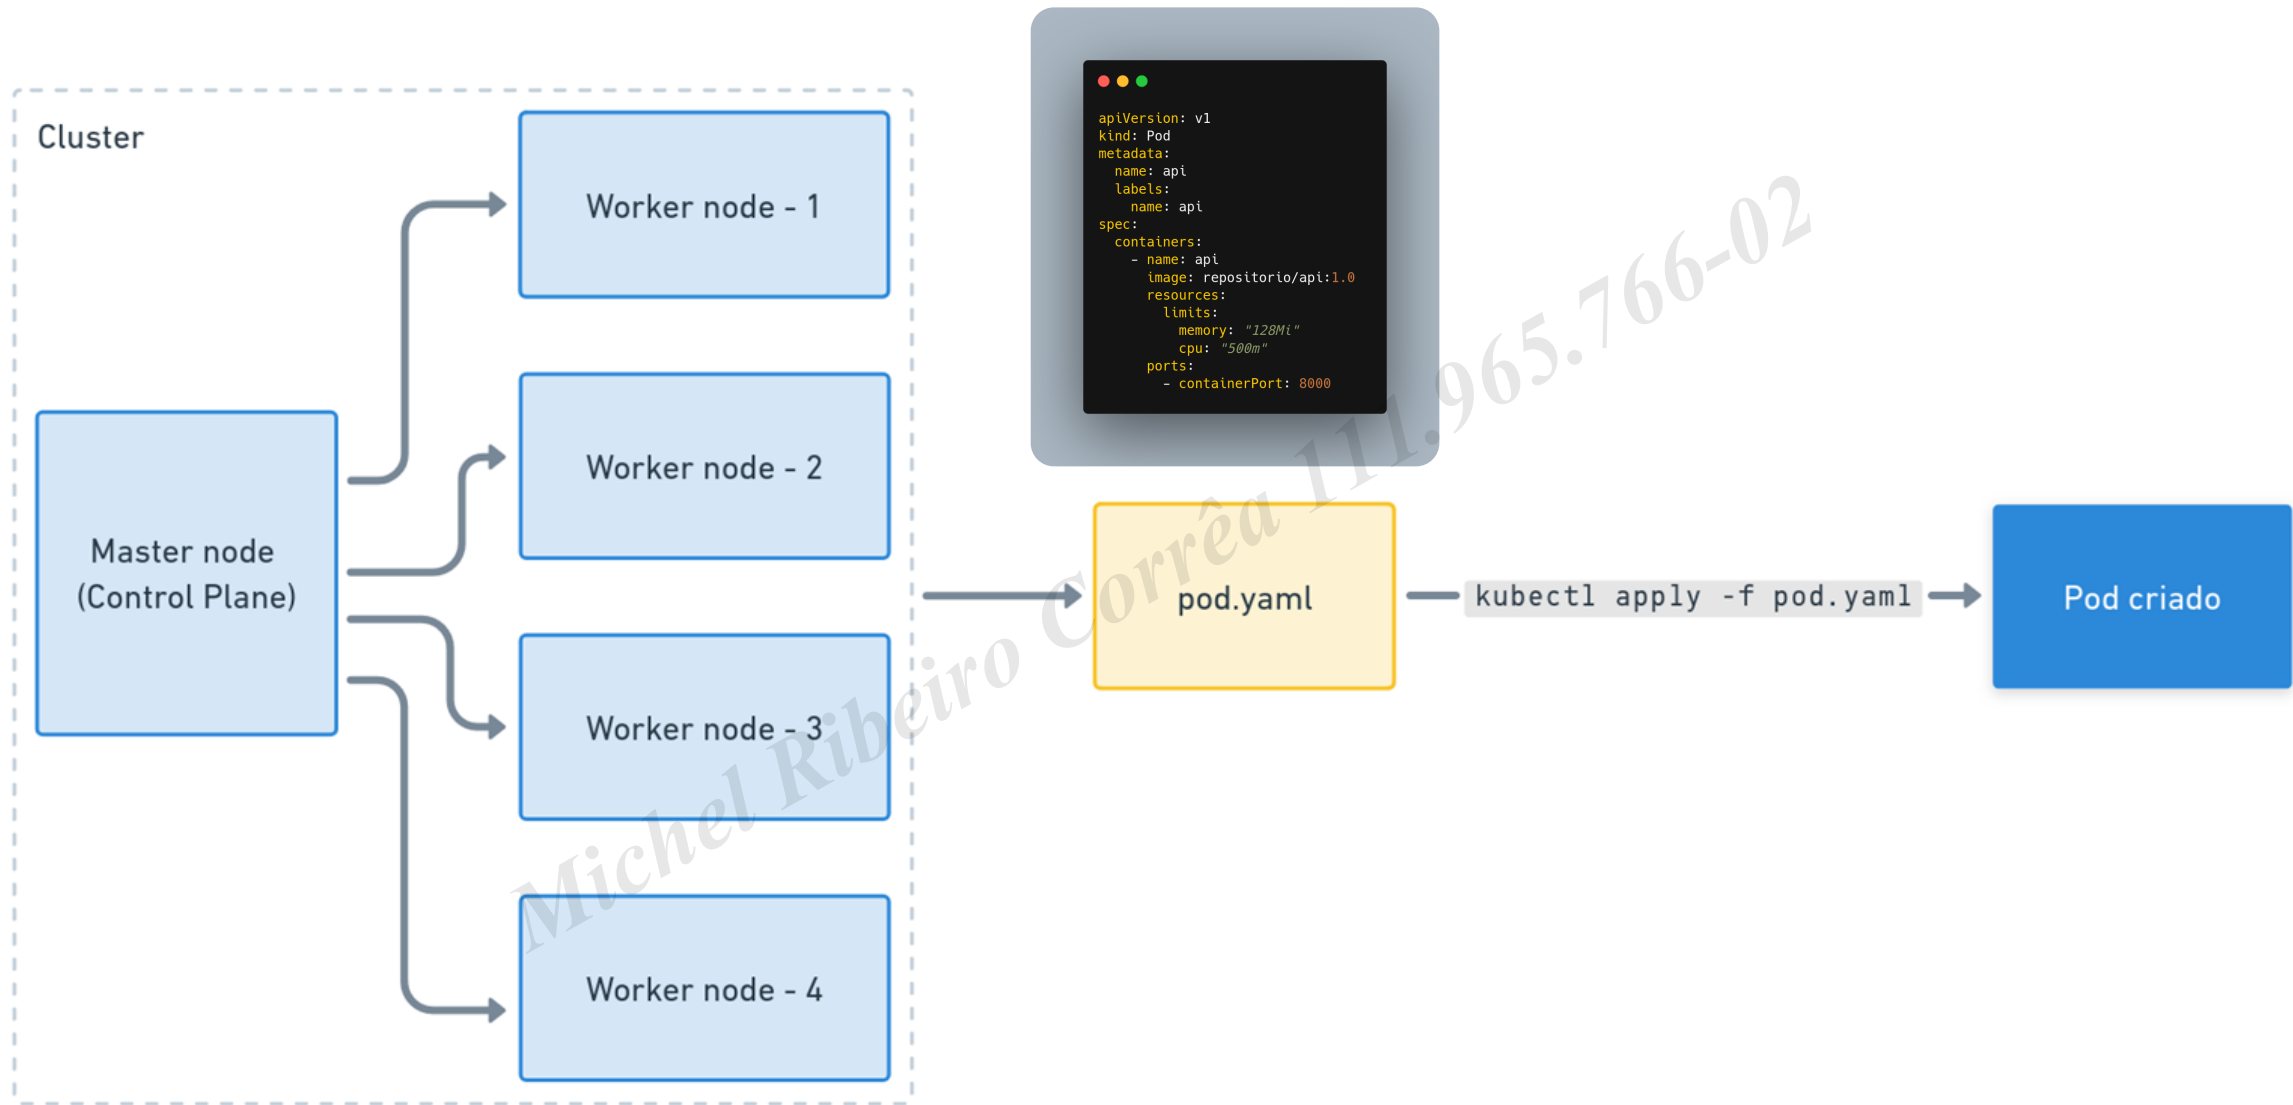 Cluster
Master node
(Control Plane)
Worker node - 1
Worker node - 2
Worker node - 3
Worker node - 4
apiVersion: v1
kind: Pod
metadata:
  name: api
  labels:
    name: api
spec:
  containers:
    - name: api
      image: repositorio/api:1.0
      resources:
        limits:
          memory: "128Mi"
          cpu: "500m"
      ports:
        - containerPort: 8000
pod.yaml
kubectl apply -f pod.yaml
Pod criado
Michel Ribeiro Corrêa 111.965.766-02